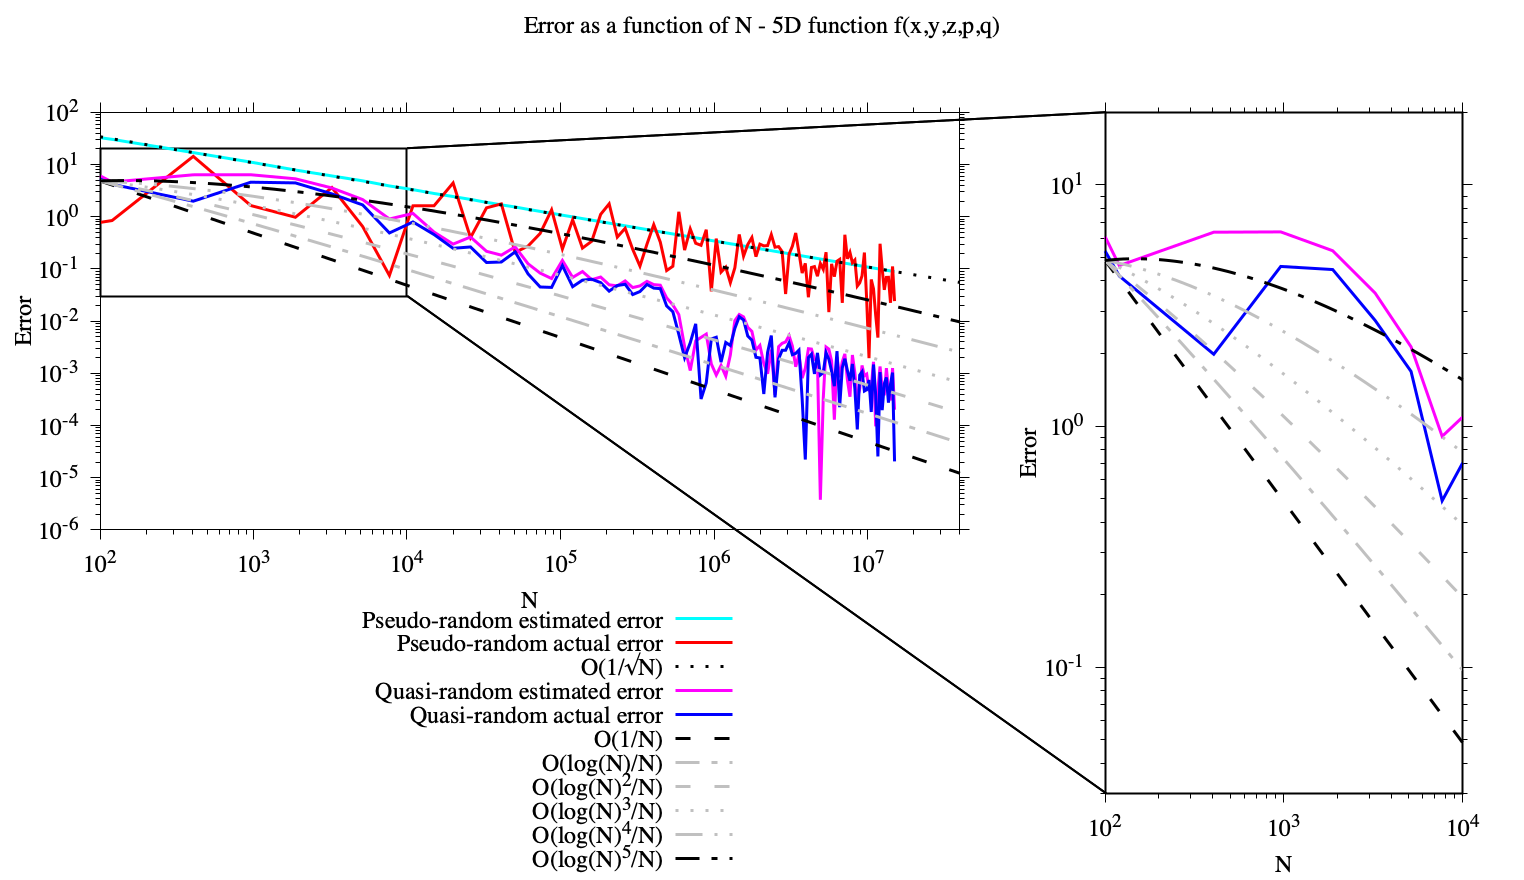 Error as a function of N - 5D function f(x,y,z,p,q)
10²
10¹
10⁰
10⁻¹
10⁻²
10⁻³
10⁻⁴
10⁻⁵
10⁻⁶
Error
10² 10³ 10⁴ 10⁵ 10⁶ 10⁷
N
Pseudo-random estimated error
Pseudo-random actual error
O(1/√N)
Quasi-random estimated error
Quasi-random actual error
O(1/N)
O(log(N)/N)
O(log(N)²/N)
O(log(N)³/N)
O(log(N)⁴/N)
O(log(N)⁵/N)
10¹
10⁰
10⁻¹
Error
10² 10³ 10⁴
N